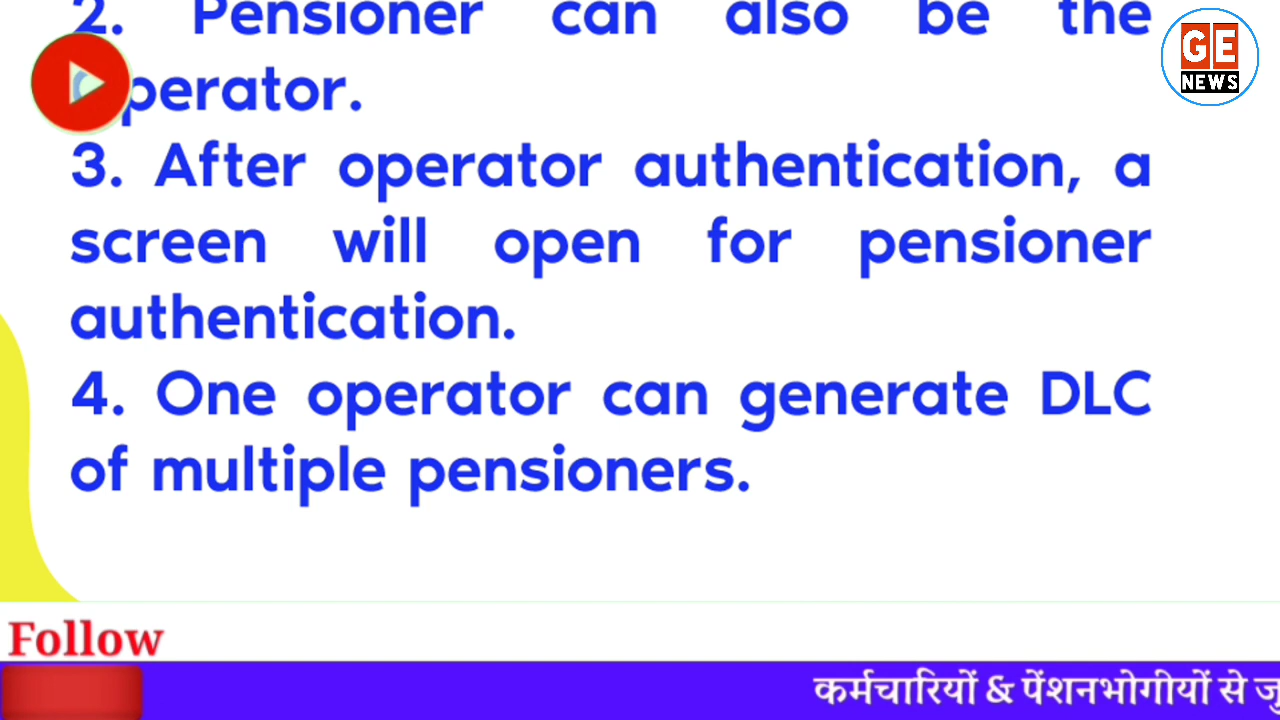 2. Pensioner can also be the
perator.
3. After operator authentication, a
screen will open for pensioner
authentication.
4. One operator can generate DLC
of multiple pensioners.
GE
NEWS
Follow
कर्मचारियों & पेंशनभोगीयों से